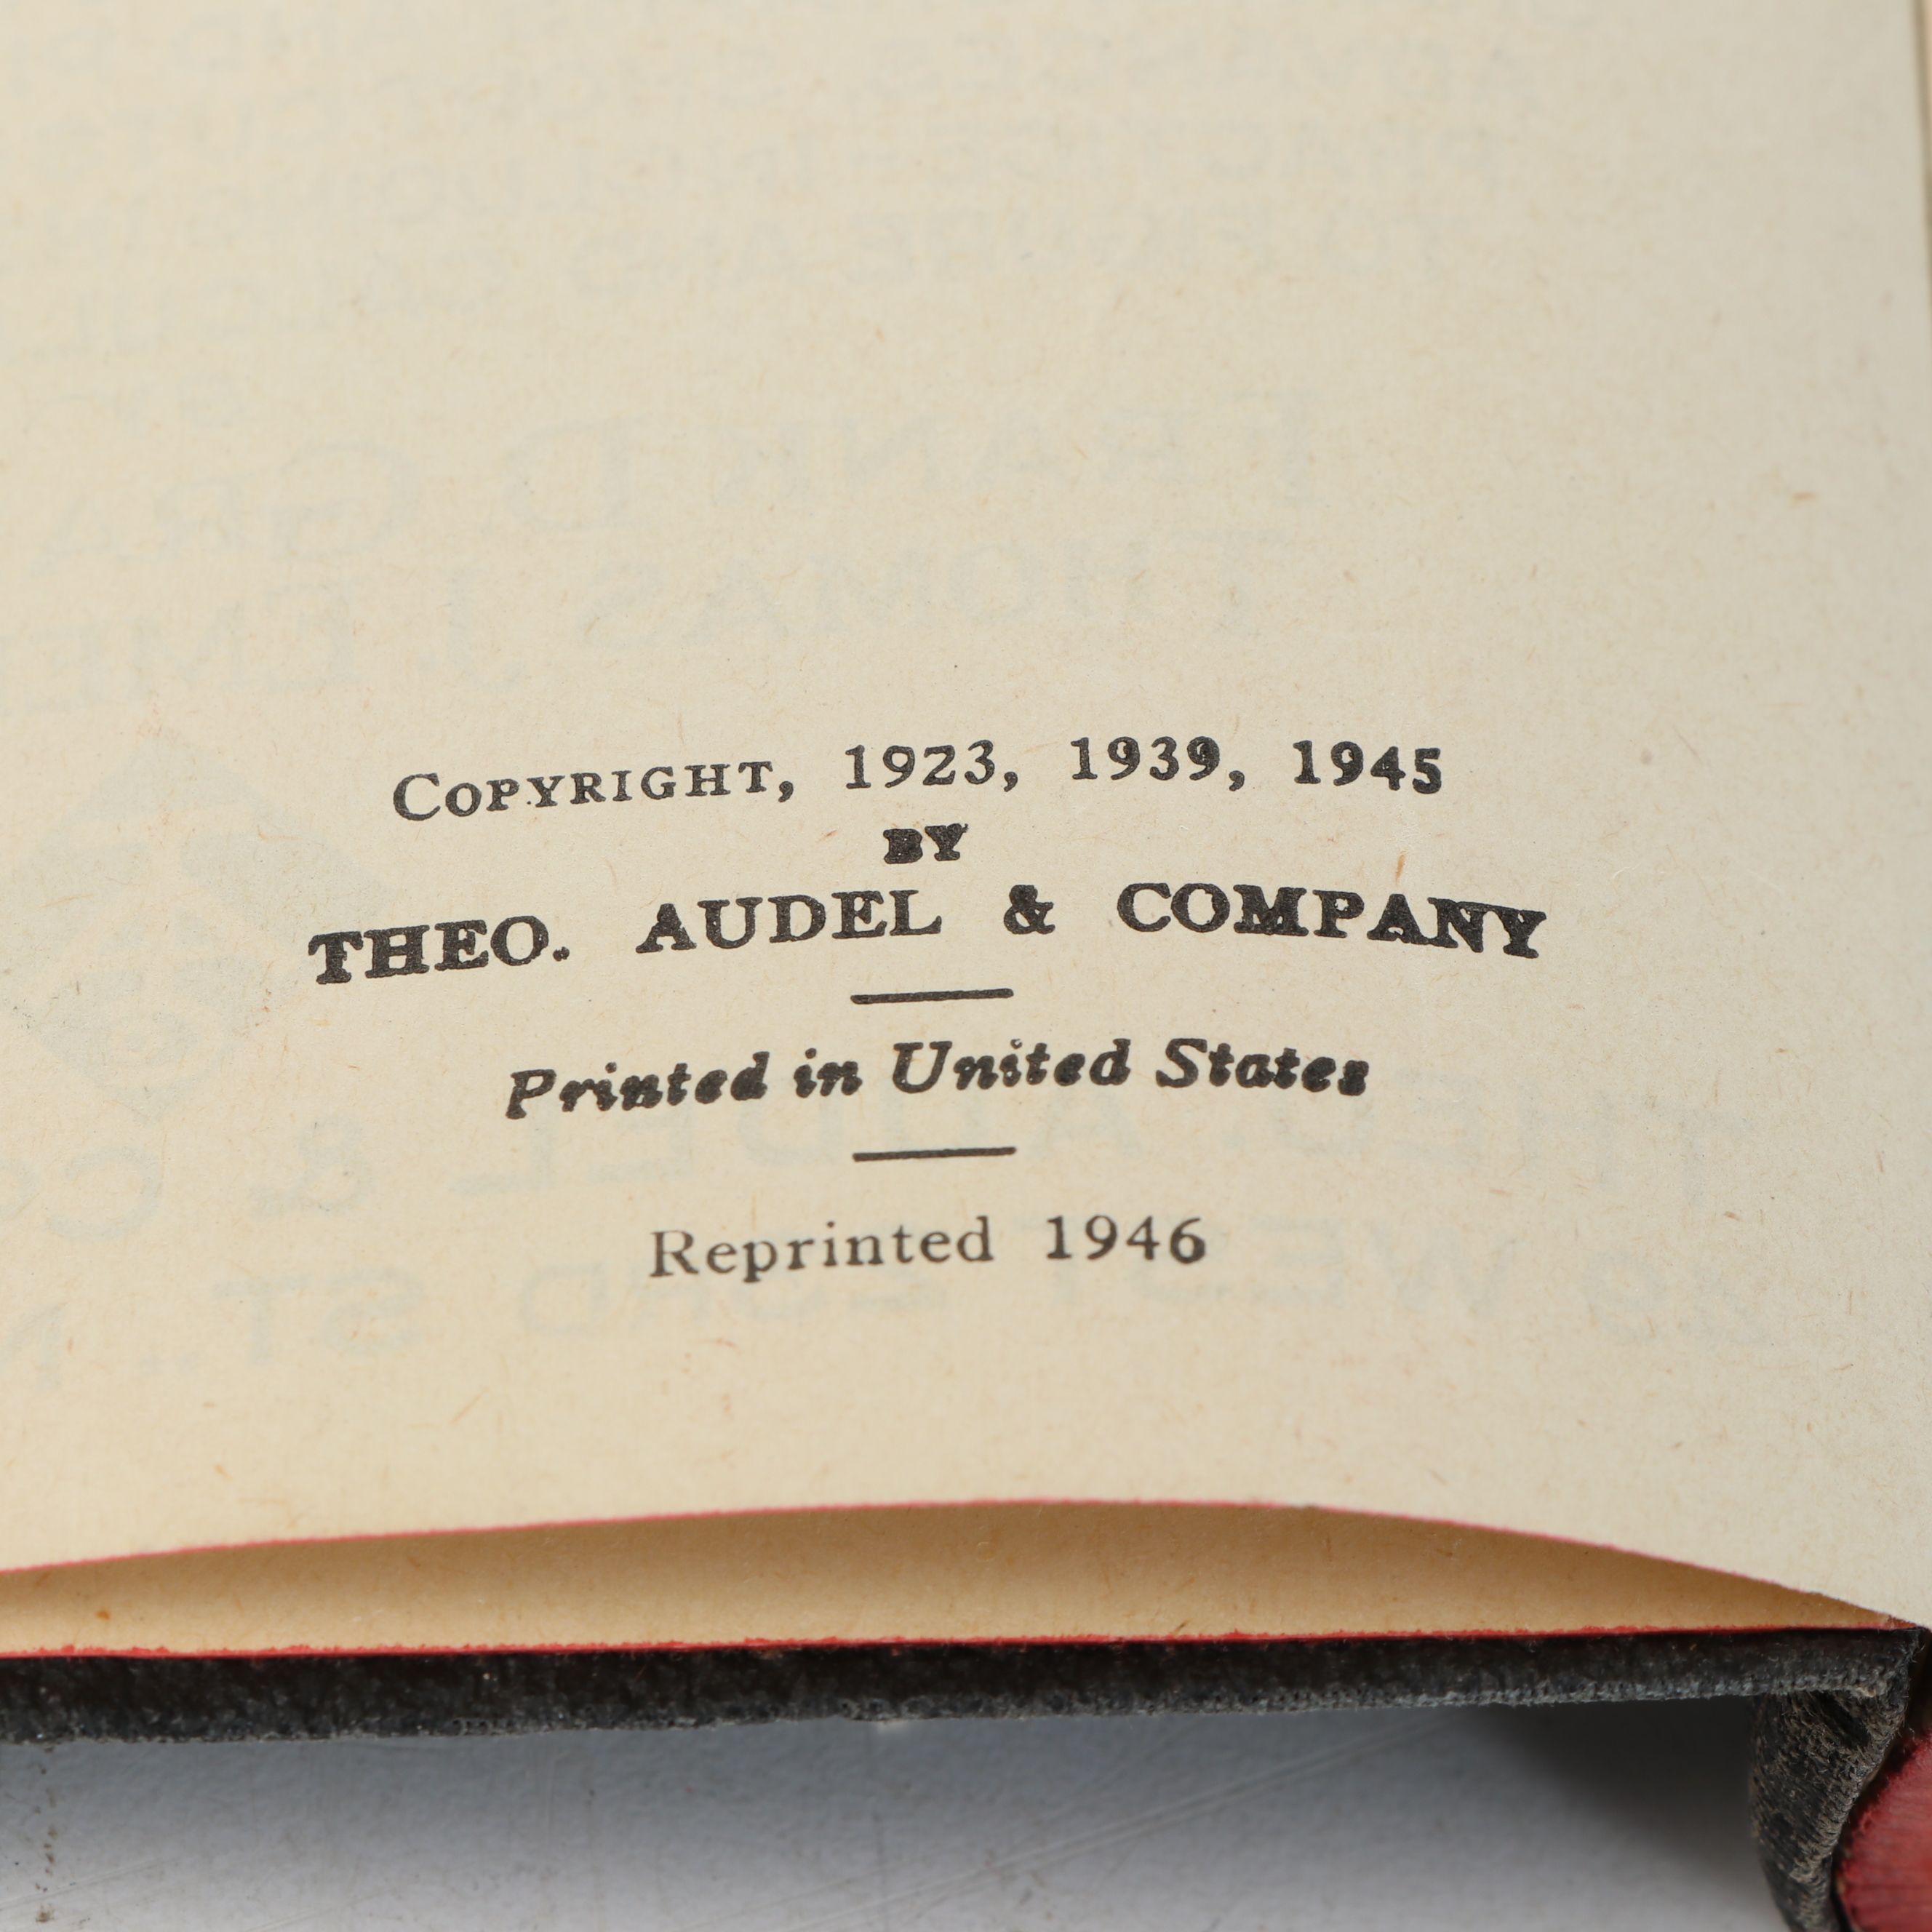 Copyright, 1923, 1939, 1945
BY
THEO. AUDEL & COMPANY
Printed in United States
Reprinted 1946